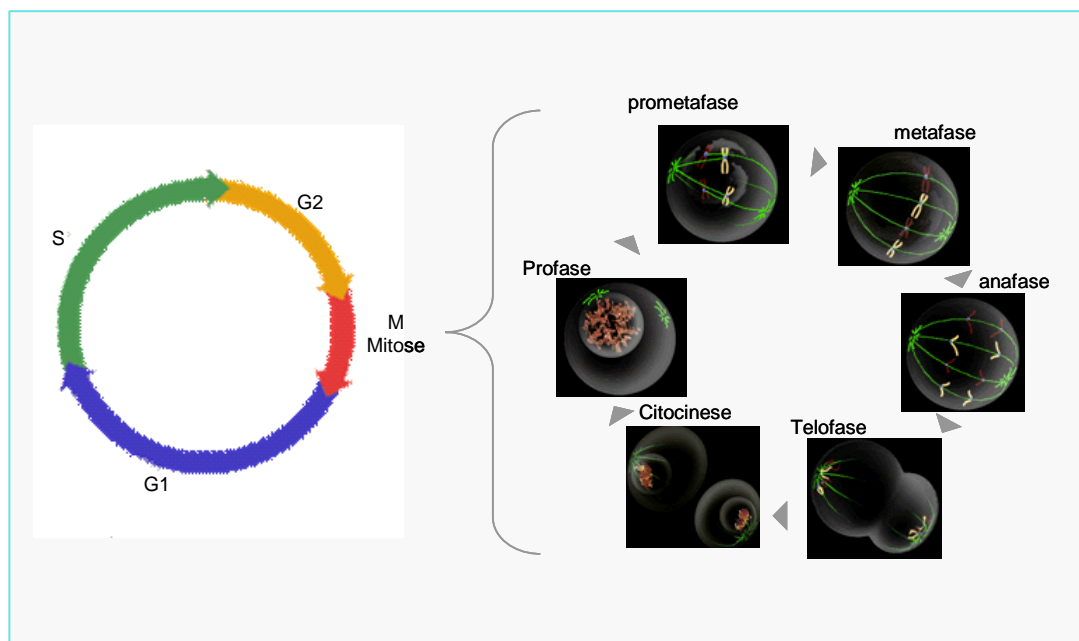 prometafase
metafase
G2
S
Profase
anafase
M
Mitose
Citocinese
Telofase
G1